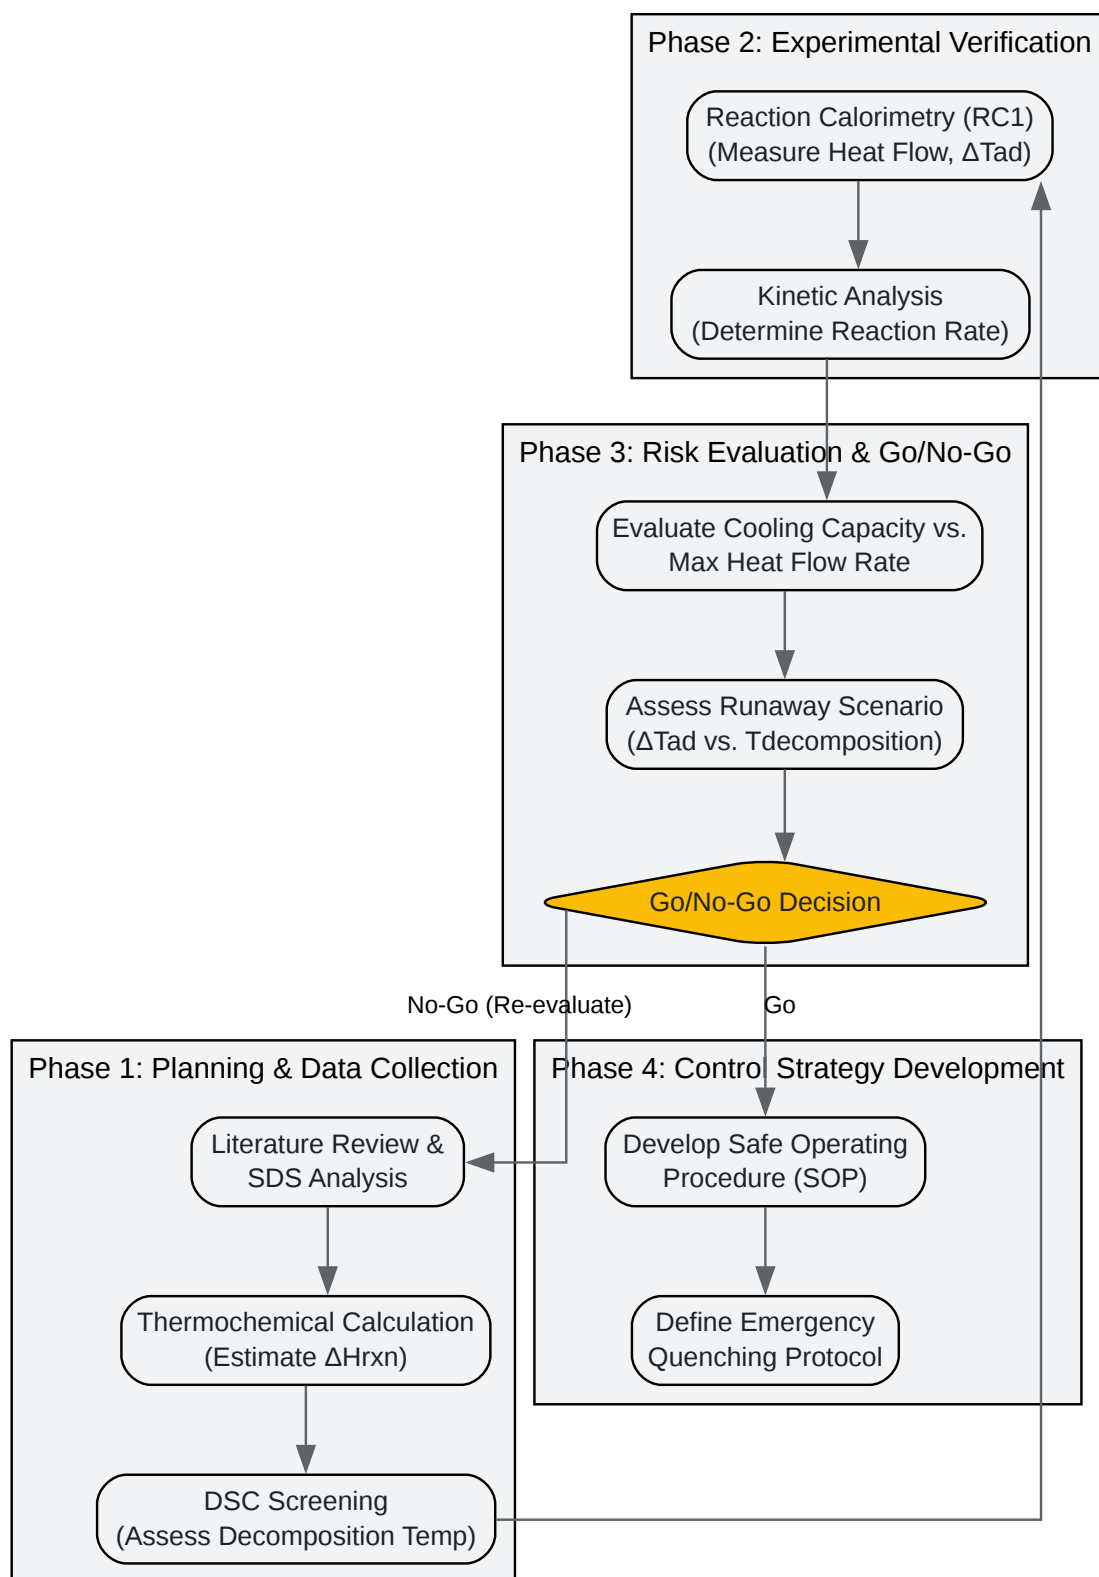 Phase 2: Experimental Verification
Reaction Calorimetry (RC1)
(Measure Heat Flow, ΔTad)
Kinetic Analysis
(Determine Reaction Rate)
Phase 3: Risk Evaluation & Go/No-Go
Evaluate Cooling Capacity vs.
Max Heat Flow Rate
Assess Runaway Scenario
(ΔTad vs. Tdecomposition)
Go/No-Go Decision
No-Go (Re-evaluate)
Go
Phase 1: Planning & Data Collection
Literature Review &
SDS Analysis
Thermochemical Calculation
(Estimate ΔHrxn)
DSC Screening
(Assess Decomposition Temp)
Phase 4: Control Strategy Development
Develop Safe Operating
Procedure (SOP)
Define Emergency
Quenching Protocol